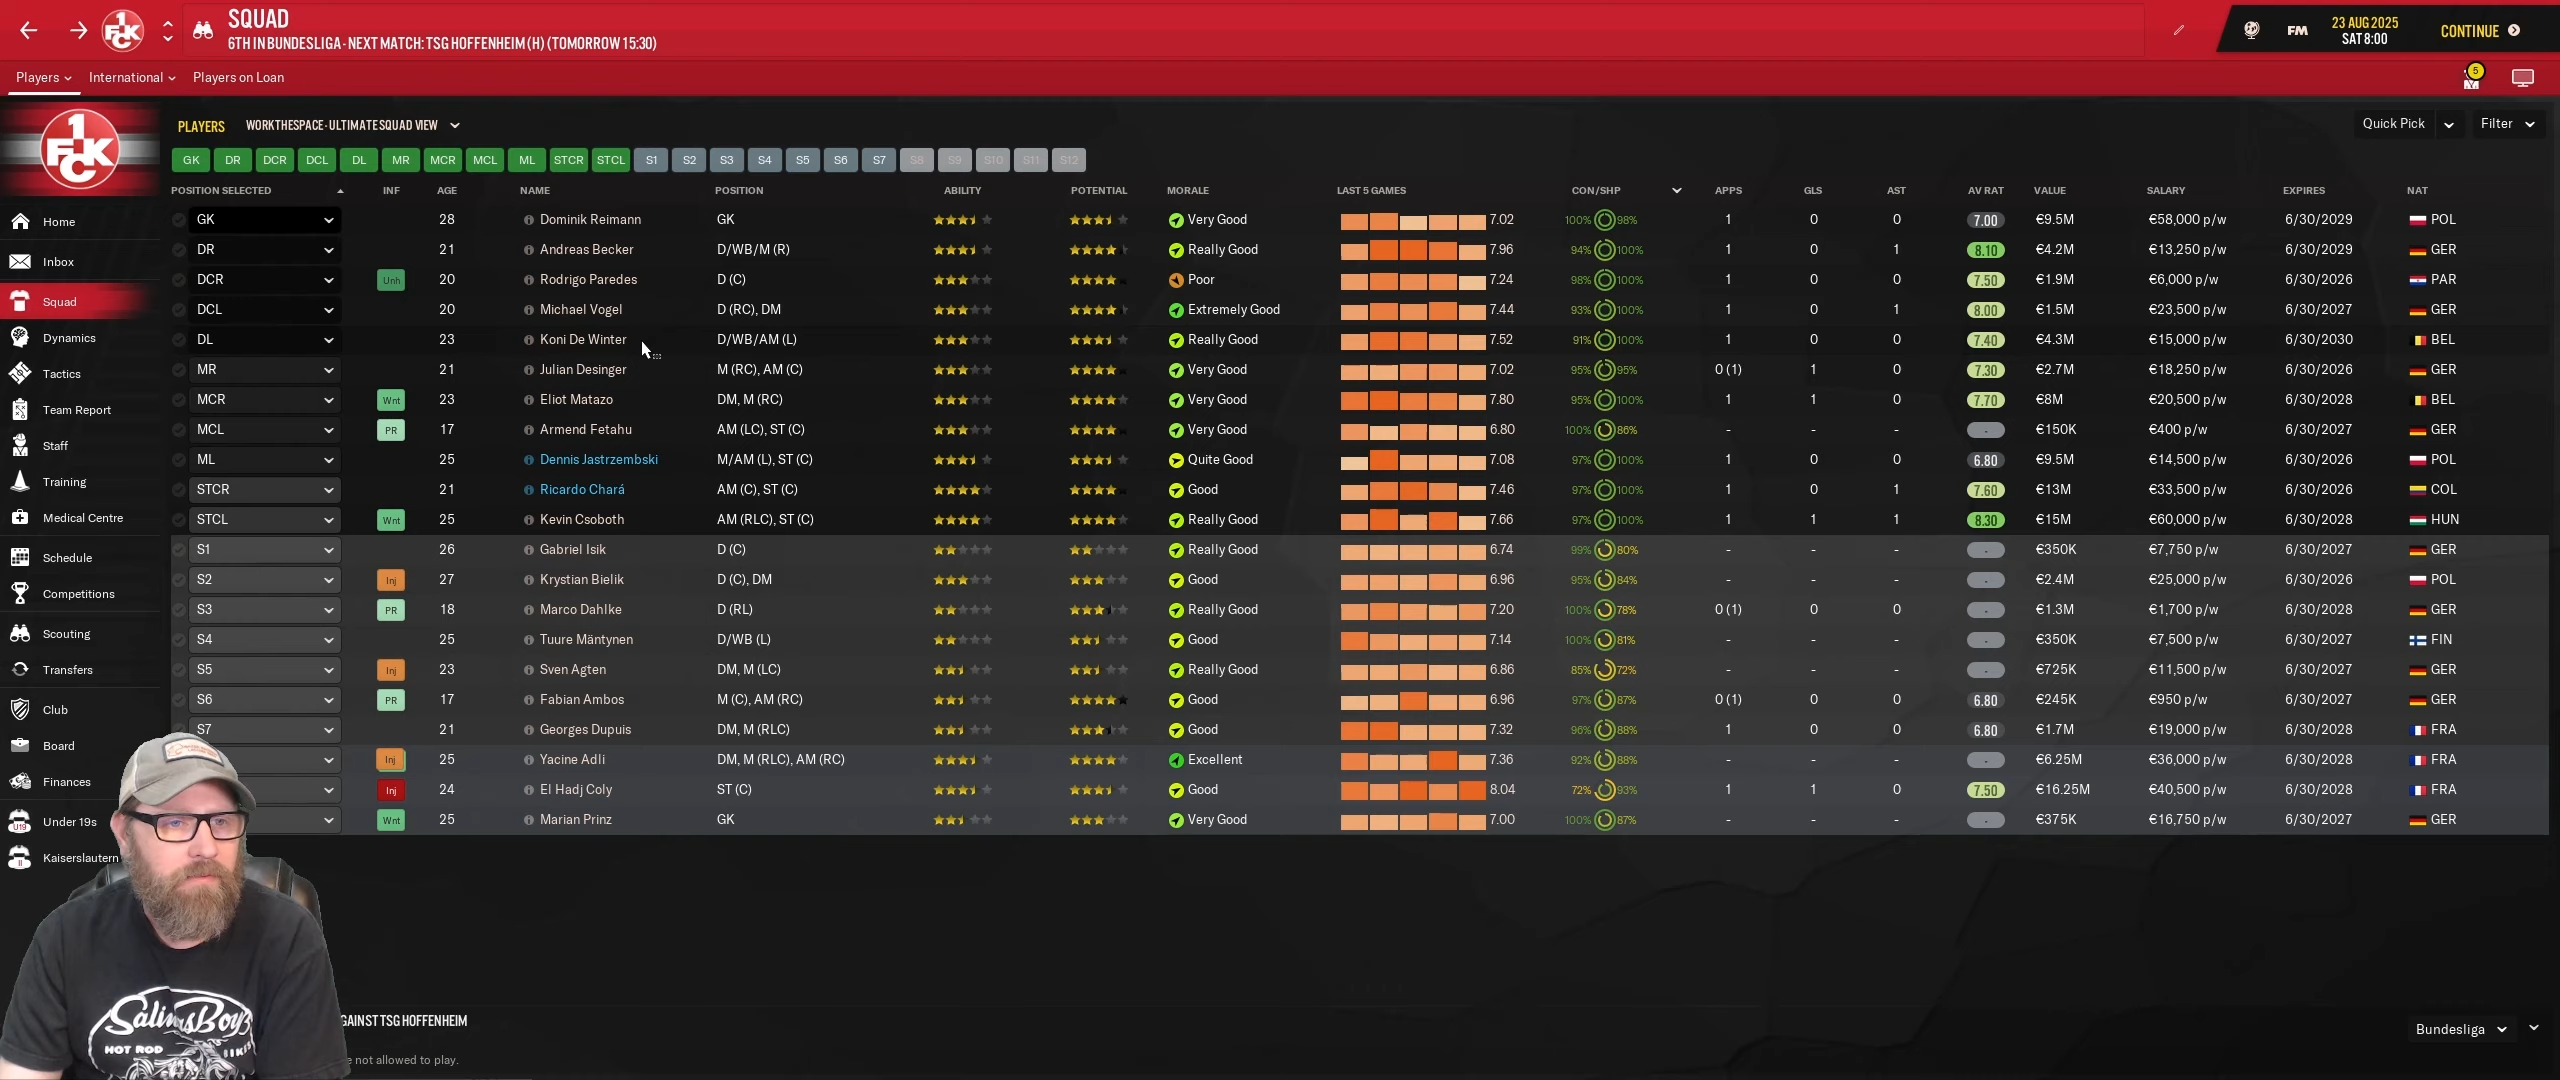 SQUAD
6TH IN BUNDESLIGA - NEXT MATCH: TSG HOFFENHEIM (H) (TOMORROW 15:30)
FM
23 AUG 2025
SAT 8:00
CONTINUE
Players International Players on Loan
5
PLAYERS WORKTHESPACE - ULTIMATE SQUAD VIEW Quick Pick Filter
GK DR DCR DCL DL MR MCR MCL ML STCR STCL S1 S2 S3 S4 S5 S6 S7 S8 S9 S10 S11 S12
POSITION SELECTED INF AGE NAME POSITION ABILITY POTENTIAL MORALE LAST 5 GAMES CON/SHP APPS GLS AST AV RAT VALUE SALARY EXPIRES NAT
GK 28 Dominik Reimann GK Very Good 7.02 100% 98% 1 0 0 7.00 €9.5M €58,000 p/w 6/30/2029 POL
DR 21 Andreas Becker D/WB/M (R) Really Good 7.96 94% 100% 1 0 1 8.10 €4.2M €13,250 p/w 6/30/2029 GER
DCR Unh 20 Rodrigo Paredes D (C) Poor 7.24 98% 100% 1 0 0 7.50 €1.9M €6,000 p/w 6/30/2026 PAR
DCL 20 Michael Vogel D (RC), DM Extremely Good 7.44 93% 100% 1 0 1 8.00 €1.5M €23,500 p/w 6/30/2027 GER
DL 23 Koni De Winter D/WB/AM (L) Really Good 7.52 91% 100% 1 0 0 7.40 €4.3M €15,000 p/w 6/30/2030 BEL
MR 21 Julian Desinger M (RC), AM (C) Very Good 7.02 95% 95% 0 (1) 1 0 7.30 €2.7M €18,250 p/w 6/30/2026 GER
MCR Wnt 23 Eliot Matazo DM, M (RC) Very Good 7.80 95% 100% 1 1 0 7.70 €8M €20,500 p/w 6/30/2028 BEL
MCL PR 17 Armend Fetahu AM (LC), ST (C) Very Good 6.80 100% 86% - - - - €150K €400 p/w 6/30/2027 GER
ML 25 Dennis Jastrzembski M/AM (L), ST (C) Quite Good 7.08 97% 100% 1 0 0 6.80 €9.5M €14,500 p/w 6/30/2026 POL
STCR 21 Ricardo Chará AM (C), ST (C) Good 7.46 97% 100% 1 0 1 7.60 €13M €33,500 p/w 6/30/2026 COL
STCL Wnt 25 Kevin Csoboth AM (RLC), ST (C) Really Good 7.66 97% 100% 1 1 1 8.30 €15M €60,000 p/w 6/30/2028 HUN
S1 26 Gabriel Isik D (C) Really Good 6.74 99% 80% - - - - €350K €7,750 p/w 6/30/2027 GER
S2 Inj 27 Krystian Bielik D (C), DM Good 6.96 95% 84% - - - - €2.4M €25,000 p/w 6/30/2026 POL
S3 PR 18 Marco Dahlke D (RL) Really Good 7.20 100% 78% 0 (1) 0 0 - €1.3M €1,700 p/w 6/30/2028 GER
S4 25 Tuure Mäntynen D/WB (L) Good 7.14 100% 81% - - - - €350K €7,500 p/w 6/30/2027 FIN
S5 Inj 23 Sven Agten DM, M (LC) Really Good 6.86 85% 72% - - - - €725K €11,500 p/w 6/30/2027 GER
S6 PR 17 Fabian Ambos M (C), AM (RC) Good 6.96 97% 87% 0 (1) 0 0 6.80 €245K €950 p/w 6/30/2027 GER
S7 21 Georges Dupuis DM, M (RLC) Good 7.32 96% 88% 1 0 0 6.80 €1.7M €19,000 p/w 6/30/2028 FRA
Inj 25 Yacine Adli DM, M (RLC), AM (RC) Excellent 7.36 92% 88% - - - - €6.25M €36,000 p/w 6/30/2028 FRA
Inj 24 El Hadj Coly ST (C) Good 8.04 72% 93% 1 1 0 7.50 €16.25M €40,500 p/w 6/30/2028 FRA
Wnt 25 Marian Prinz GK Very Good 7.00 100% 87% - - - - €375K €16,750 p/w 6/30/2027 GER
Home
Inbox
Squad
Dynamics
Tactics
Team Report
Staff
Training
Medical Centre
Schedule
Competitions
Scouting
Transfers
Club
Board
Finances
U19 Under 19s
II Kaiserslautern
GAINST TSG HOFFENHEIM
e not allowed to play.
Bundesliga
1 FCK
Salinas Boyz
HOT ROD BIKES